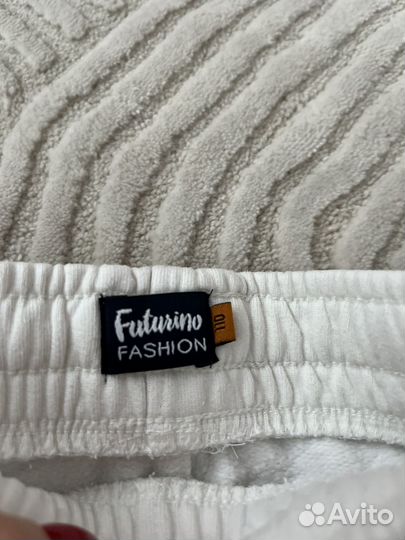 Futurino
FASHION
110
Avito